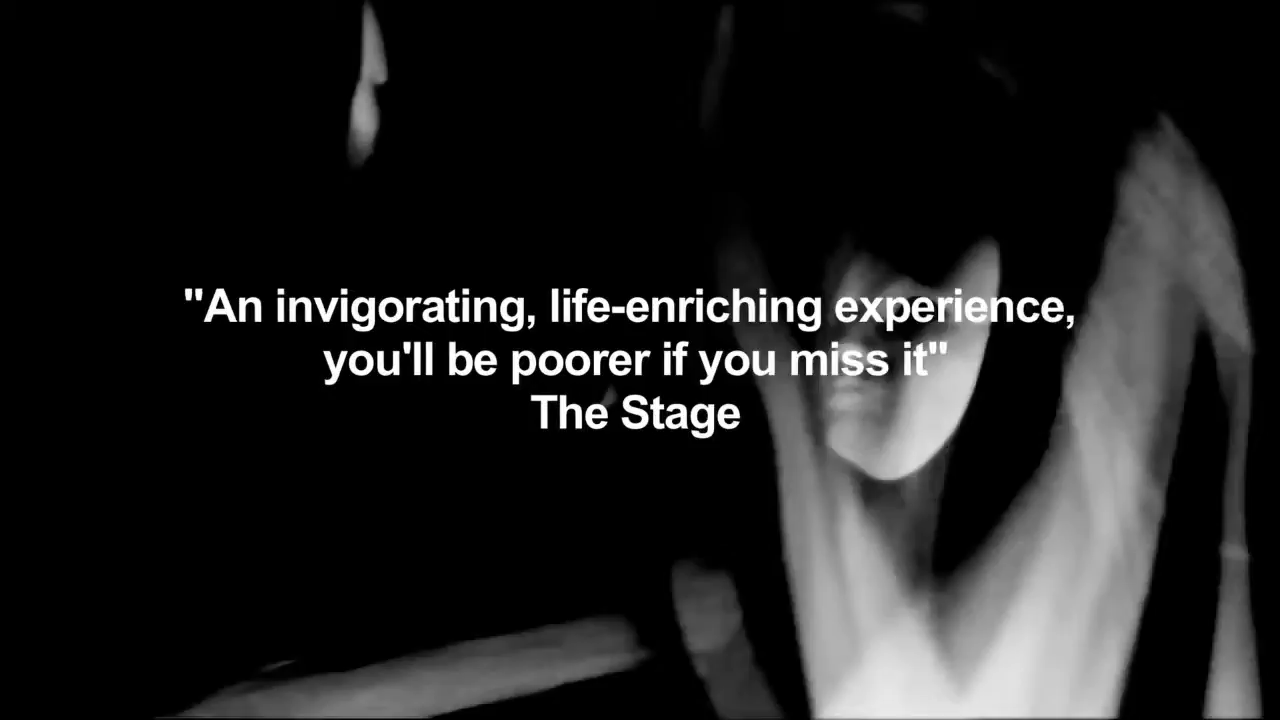 "An invigorating, life-enriching experience,
you'll be poorer if you miss it"
The Stage